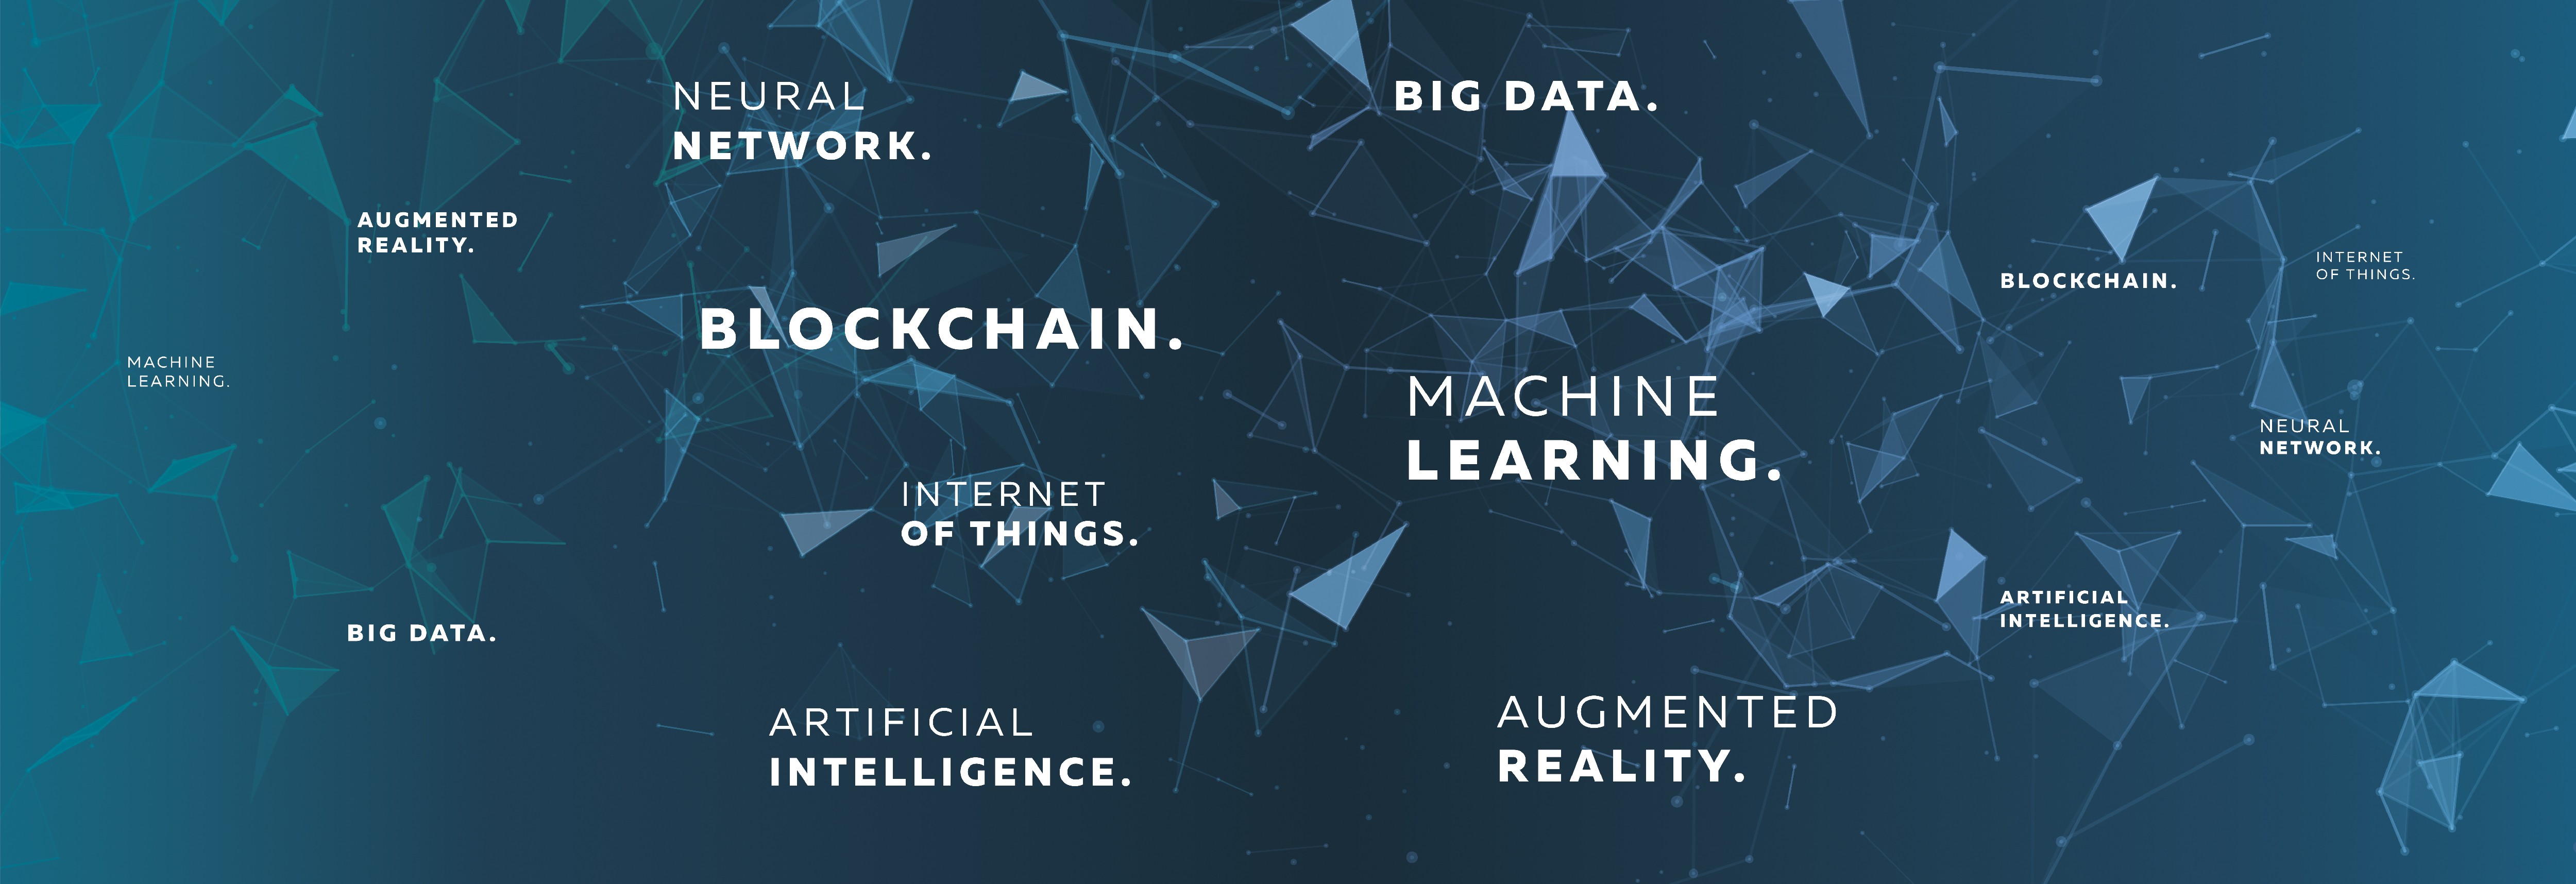 NEURAL
NETWORK.
BIG DATA.
AUGMENTED
REALITY.
BLOCKCHAIN.
INTERNET
OF THINGS.
BLOCKCHAIN.
MACHINE
LEARNING.
MACHINE
LEARNING.
NEURAL
NETWORK.
INTERNET
OF THINGS.
ARTIFICIAL
INTELLIGENCE.
BIG DATA.
ARTIFICIAL
INTELLIGENCE.
AUGMENTED
REALITY.